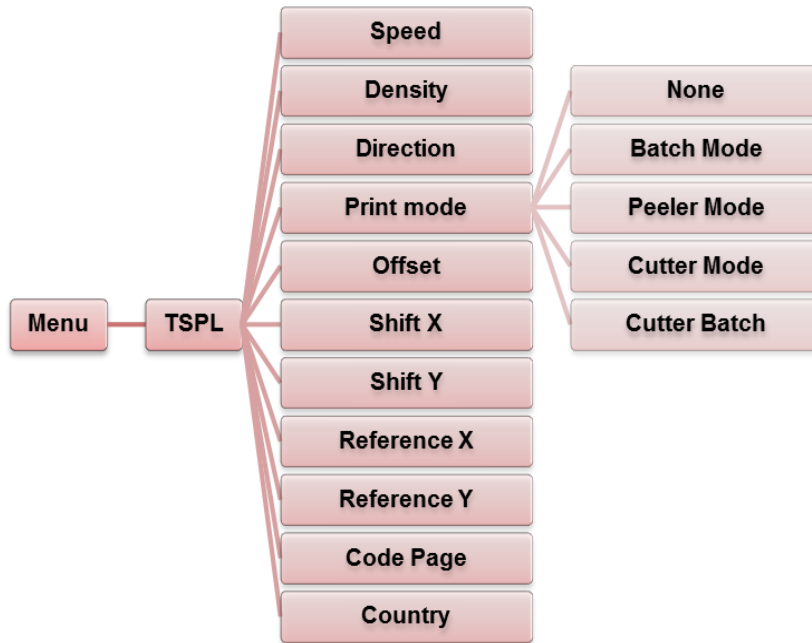 Menu
TSPL
Speed
Density
Direction
Print mode
Offset
Shift X
Shift Y
Reference X
Reference Y
Code Page
Country
None
Batch Mode
Peeler Mode
Cutter Mode
Cutter Batch